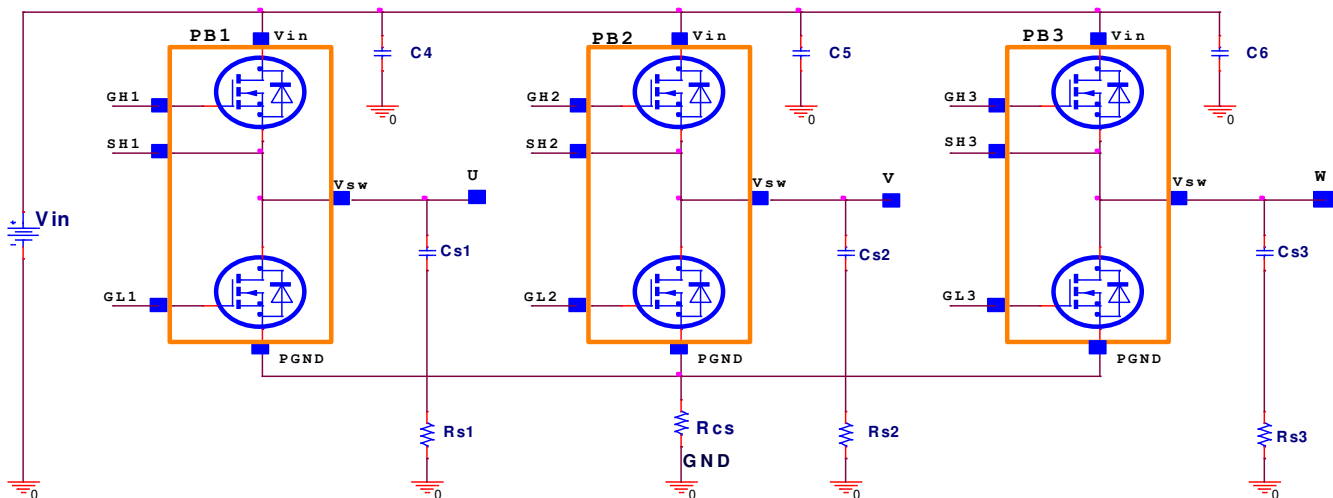 PB1 Vin C4 PB2 Vin C5 PB3 Vin C6
GH1 0 GH2 0 GH3 0
SH1 SH2 SH3
Vsw U Vsw V Vsw W
+ Vin
-
Cs1 Cs2 Cs3
GL1 GL2 GL3
PGND PGND PGND
Rs1 Rcs Rs2 Rs3
GND
0 0 0 0 0